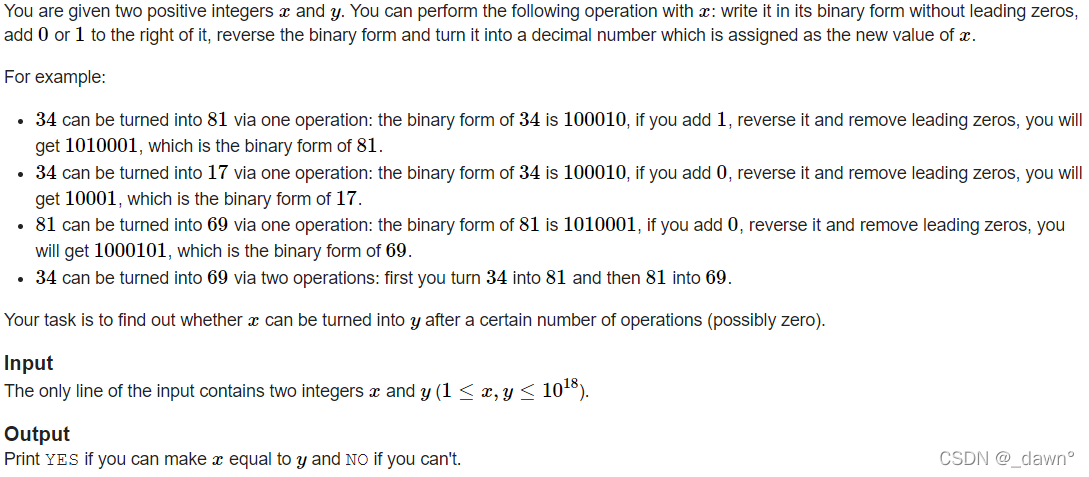 You are given two positive integers x and y. You can perform the following operation with x: write it in its binary form without leading zeros,
add 0 or 1 to the right of it, reverse the binary form and turn it into a decimal number which is assigned as the new value of x.
For example:
• 34 can be turned into 81 via one operation: the binary form of 34 is 100010, if you add 1, reverse it and remove leading zeros, you will
get 1010001, which is the binary form of 81.
• 34 can be turned into 17 via one operation: the binary form of 34 is 100010, if you add 0, reverse it and remove leading zeros, you will
get 10001, which is the binary form of 17.
• 81 can be turned into 69 via one operation: the binary form of 81 is 1010001, if you add 0, reverse it and remove leading zeros, you
will get 1000101, which is the binary form of 69.
• 34 can be turned into 69 via two operations: first you turn 34 into 81 and then 81 into 69.
Your task is to find out whether x can be turned into y after a certain number of operations (possibly zero).
Input
The only line of the input contains two integers x and y (1 ≤ x, y ≤ 10^18).
Output
Print YES if you can make x equal to y and NO if you can't.
CSDN @_dawn°